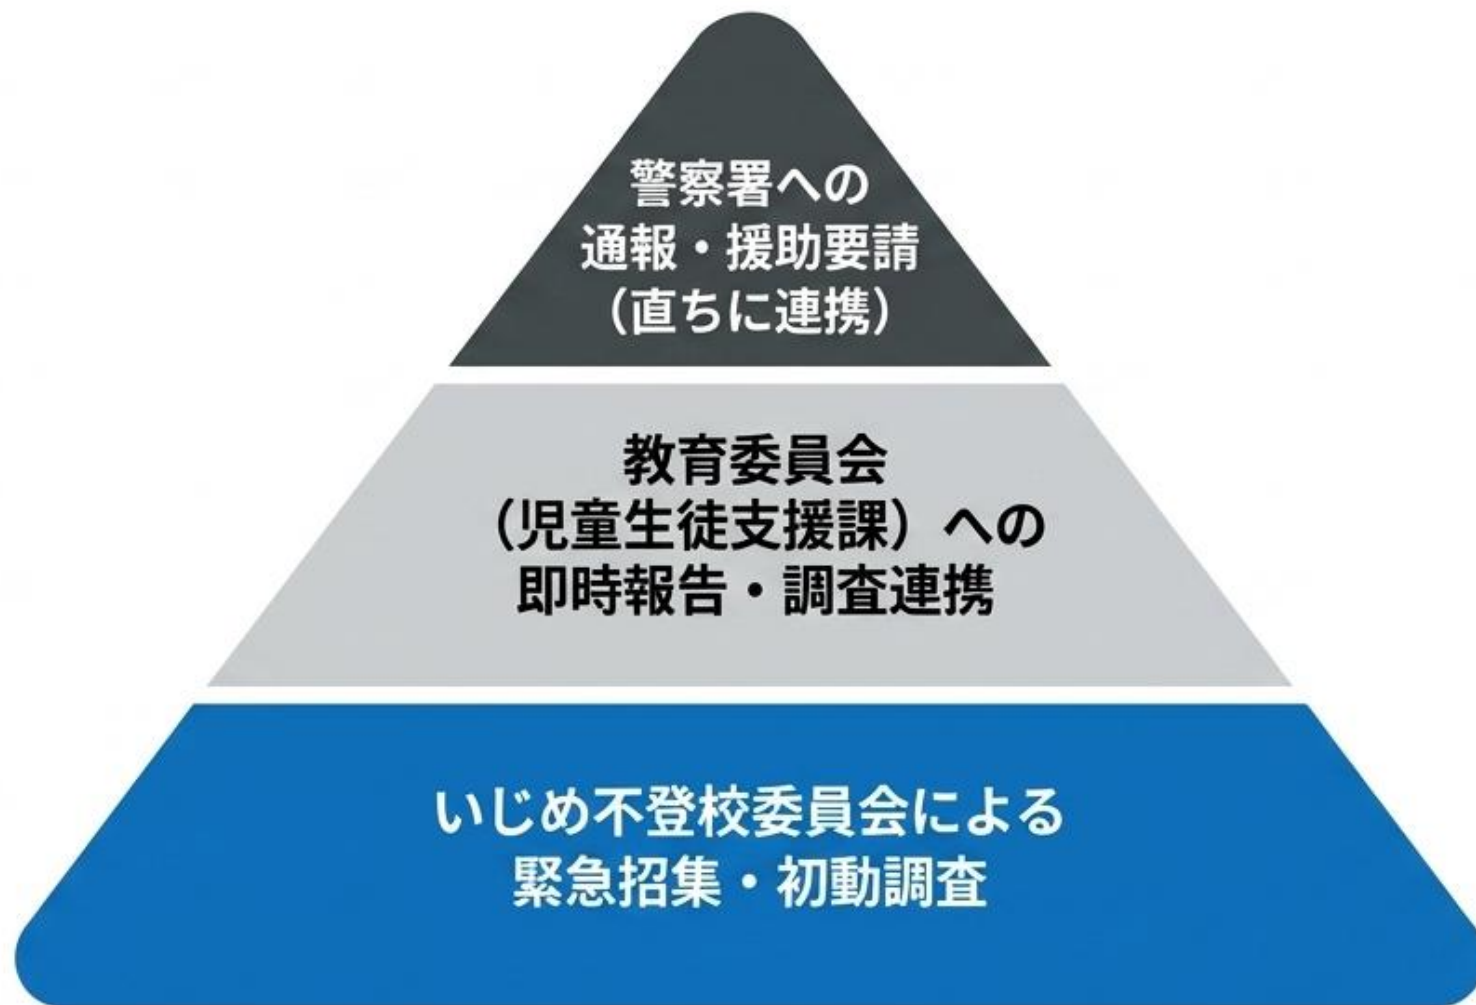 警察署への
通報・援助要請
（直ちに連携）
教育委員会
（児童生徒支援課）への
即時報告・調査連携
いじめ不登校委員会による
緊急招集・初動調査